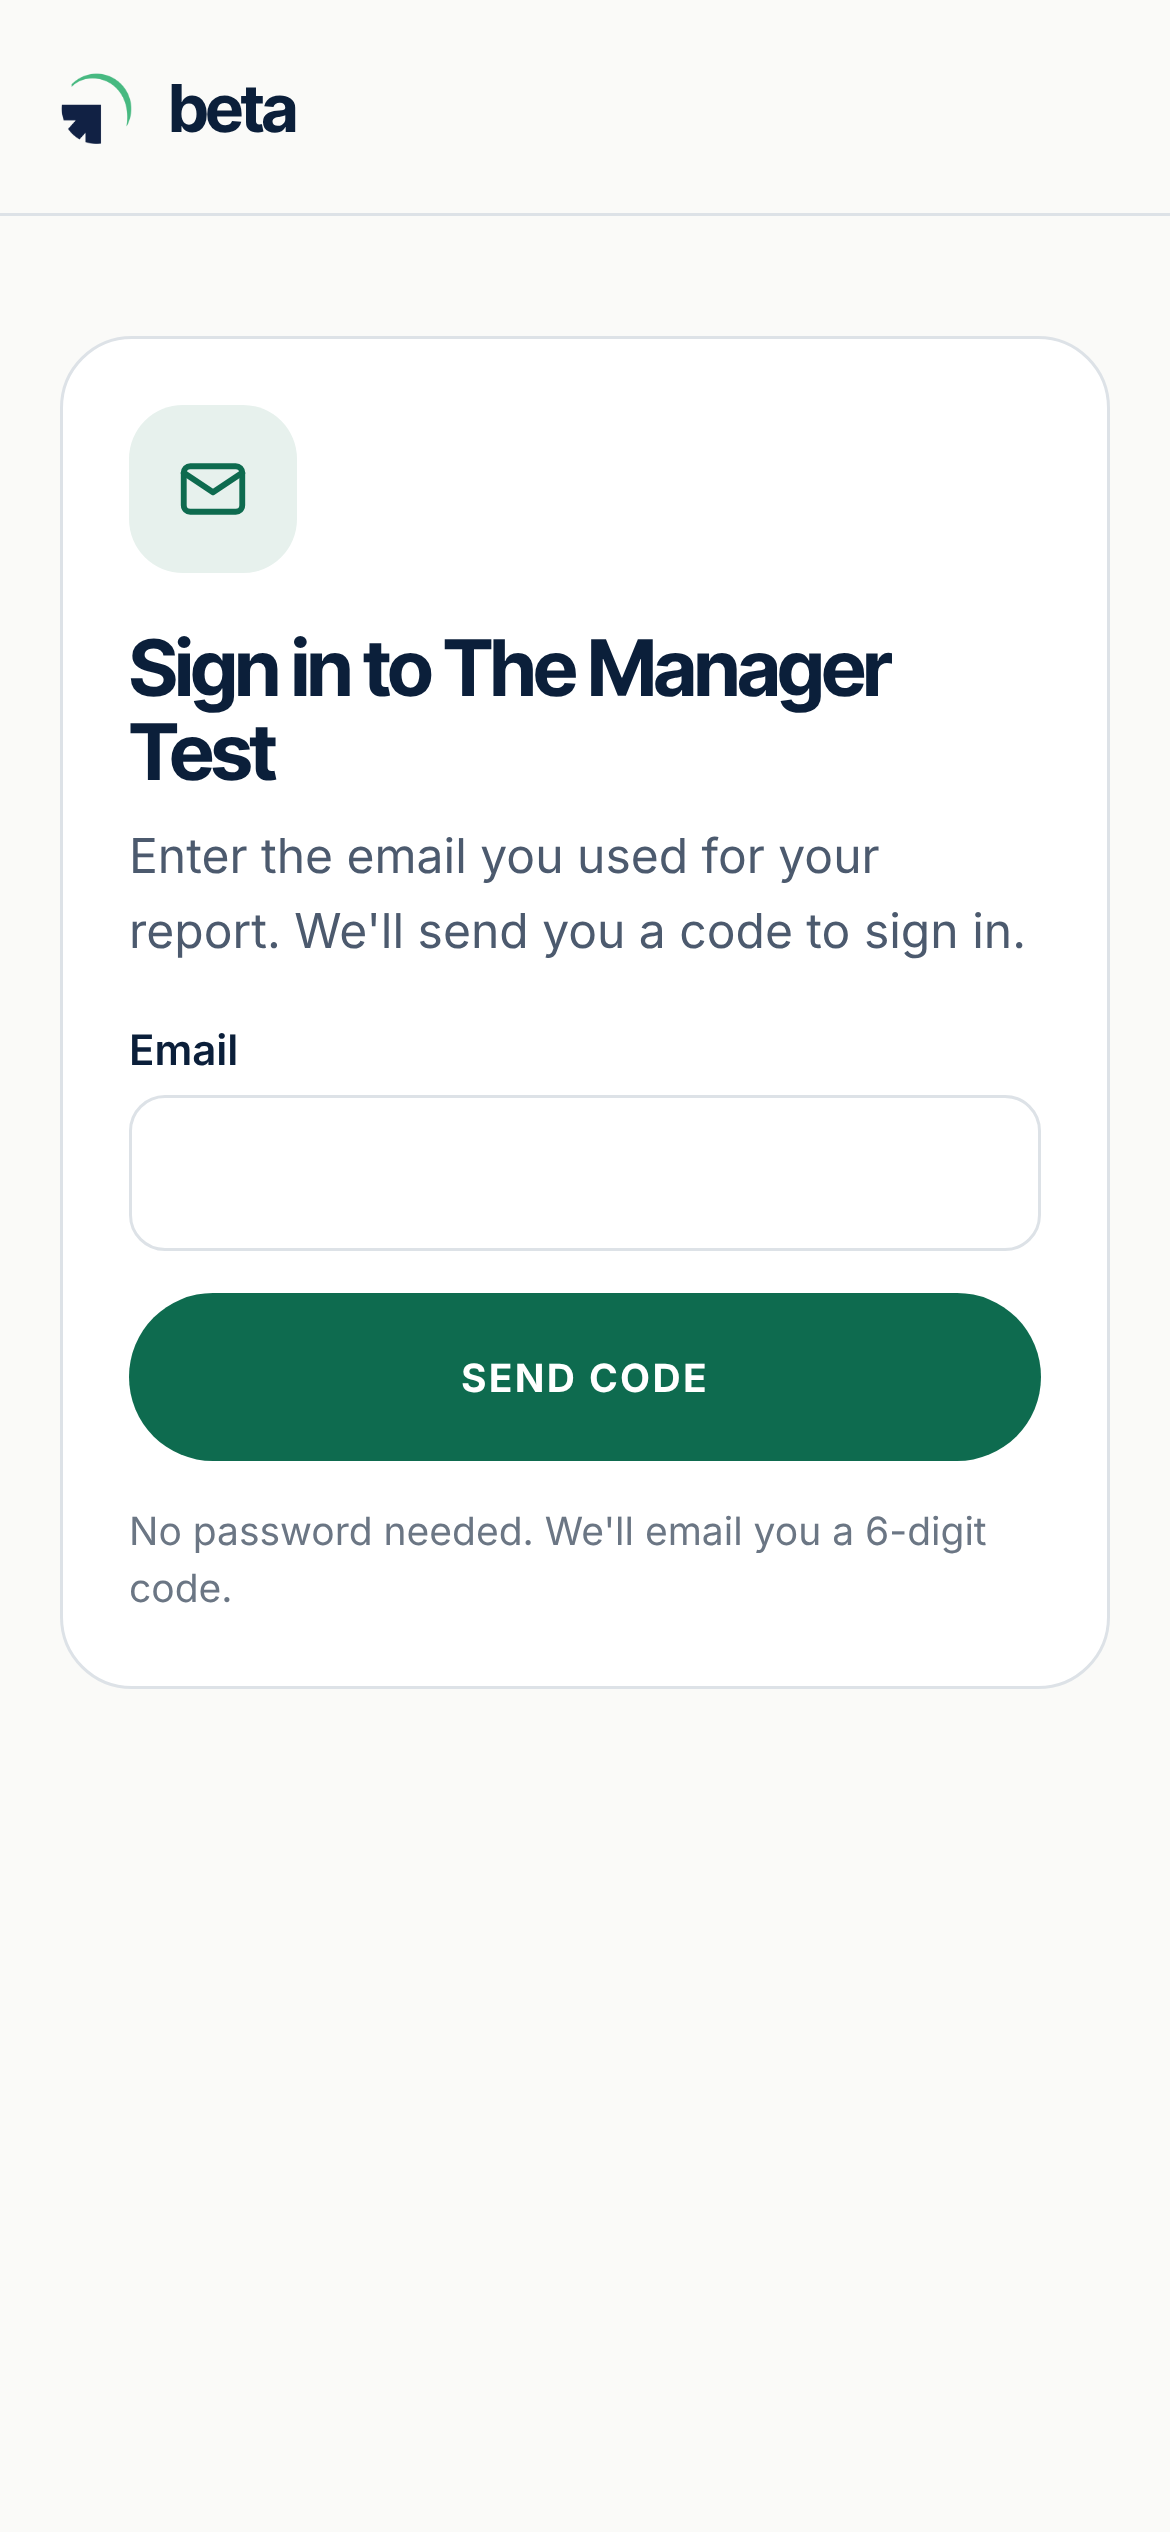 beta
Sign in to The Manager
Test
Enter the email you used for your
report. We'll send you a code to sign in.
Email
SEND CODE
No password needed. We'll email you a 6-digit
code.